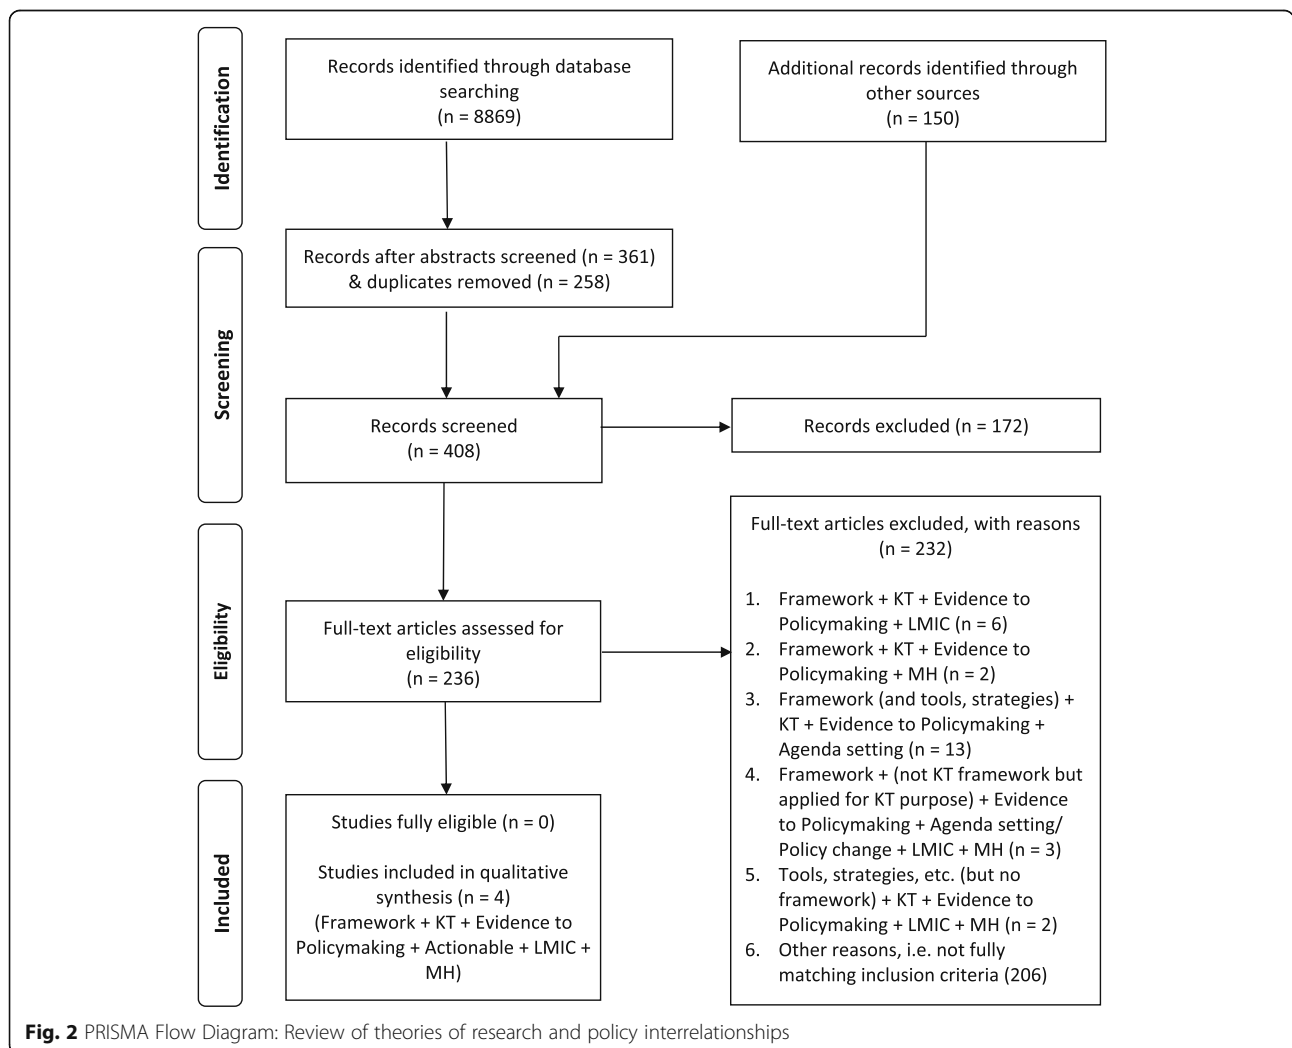 Identification
Records identified through database
searching
(n = 8869)
Additional records identified through
other sources
(n = 150)
Screening
Records after abstracts screened (n = 361)
& duplicates removed (n = 258)
Records screened
(n = 408)
Records excluded (n = 172)
Eligibility
Full-text articles assessed for
eligibility
(n = 236)
Full-text articles excluded, with reasons
(n = 232)
1. Framework + KT + Evidence to
Policymaking + LMIC (n = 6)
2. Framework + KT + Evidence to
Policymaking + MH (n = 2)
3. Framework (and tools, strategies) +
KT + Evidence to Policymaking +
Agenda setting (n = 13)
4. Framework + (not KT framework but
applied for KT purpose) + Evidence
to Policymaking + Agenda setting/
Policy change + LMIC + MH (n = 3)
5. Tools, strategies, etc. (but no
framework) + KT + Evidence to
Policymaking + LMIC + MH (n = 2)
6. Other reasons, i.e. not fully
matching inclusion criteria (206)
Included
Studies fully eligible (n = 0)
Studies included in qualitative
synthesis (n = 4)
(Framework + KT + Evidence to
Policymaking + Actionable + LMIC +
MH)
Fig. 2 PRISMA Flow Diagram: Review of theories of research and policy interrelationships